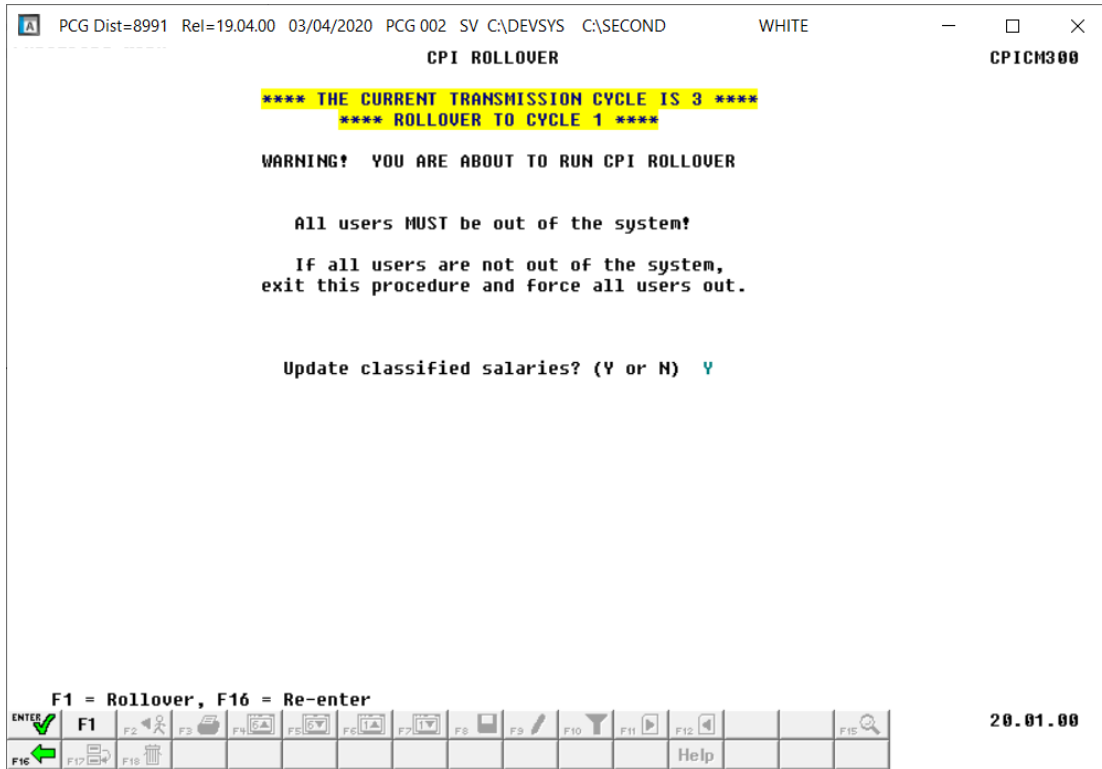 PCG Dist=8991 Rel=19.04.00 03/04/2020 PCG 002 SV C:\DEVSYS C:\SECOND WHITE
CPI ROLLOVER CPICM300
**** THE CURRENT TRANSMISSION CYCLE IS 3 ****
**** ROLLOVER TO CYCLE 1 ****
WARNING! YOU ARE ABOUT TO RUN CPI ROLLOVER
All users MUST be out of the system!
If all users are not out of the system,
exit this procedure and force all users out.
Update classified salaries? (Y or N) Y
F1 = Rollover, F16 = Re-enter
ENTER F1 F2 F3 F4 6 F5 6 F6 1 F7 1 F8 F9 F10 F11 F12 F15 20.01.00
F16 F17 F18 Help